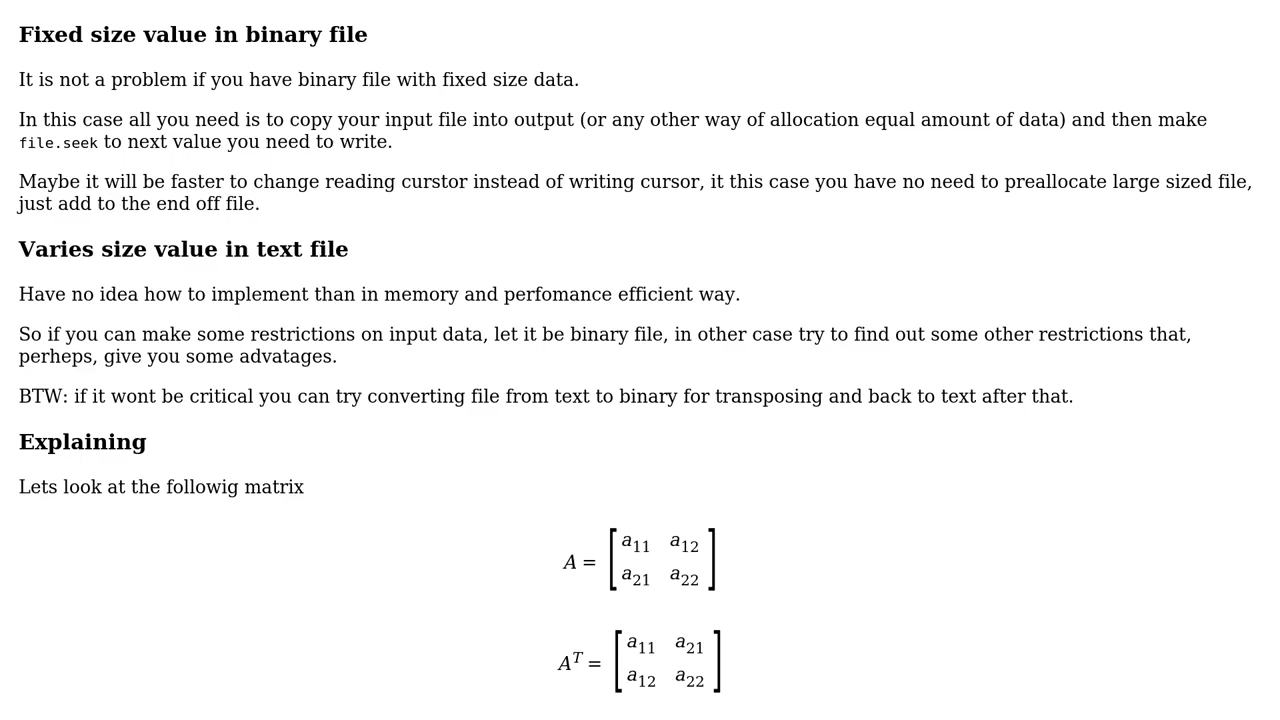 Fixed size value in binary file
It is not a problem if you have binary file with fixed size data.
In this case all you need is to copy your input file into output (or any other way of allocation equal amount of data) and then make
file.seek to next value you need to write.
Maybe it will be faster to change reading curstor instead of writing cursor, it this case you have no need to preallocate large sized file,
just add to the end off file.
Varies size value in text file
Have no idea how to implement than in memory and perfomance efficient way.
So if you can make some restrictions on input data, let it be binary file, in other case try to find out some other restrictions that,
perheps, give you some advatages.
BTW: if it wont be critical you can try converting file from text to binary for transposing and back to text after that.
Explaining
Lets look at the followig matrix
A = [a11 a12
a21 a22]
A^T = [a11 a21
a12 a22]